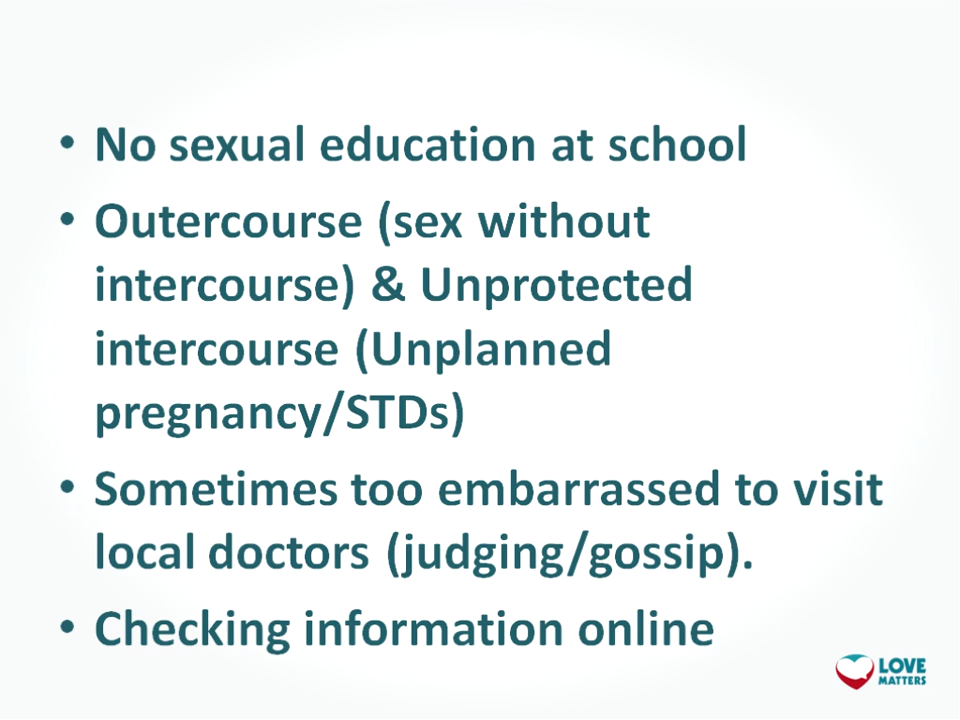 • No sexual education at school
• Outercourse (sex without
intercourse) & Unprotected
intercourse (Unplanned
pregnancy/STDs)
• Sometimes too embarrassed to visit
local doctors (judging/gossip).
• Checking information online
LOVE
MATTERS